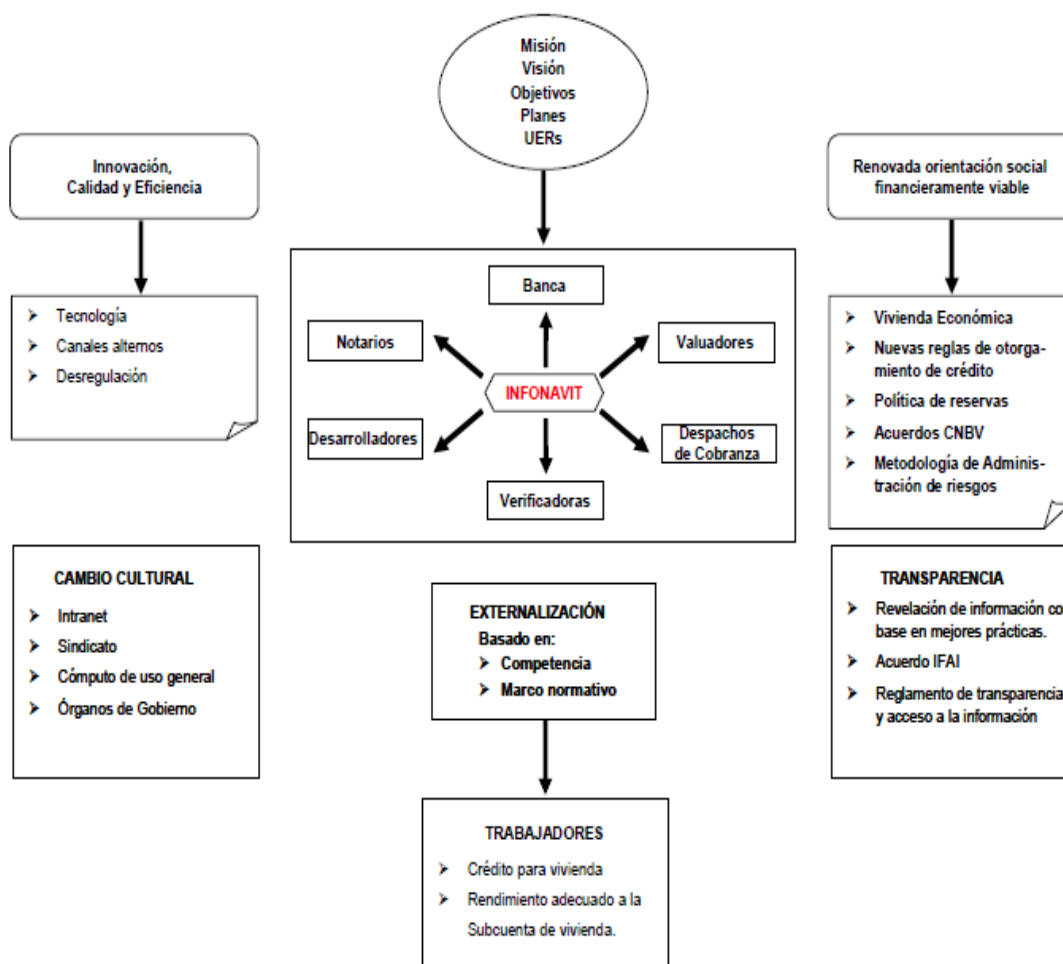 Misión
Visión
Objetivos
Planes
UERs
Innovación,
Calidad y Eficiencia
Renovada orientación social
financieramente viable
➤ Tecnología
➤ Canales alternos
➤ Desregulación
Banca
Notarios
Valuadores
INFONAVIT
Desarrolladores
Despachos
de Cobranza
Verificadoras
➤ Vivienda Económica
➤ Nuevas reglas de otorga-
miento de crédito
➤ Política de reservas
➤ Acuerdos CNBV
➤ Metodología de Adminis-
tración de riesgos
CAMBIO CULTURAL
➤ Intranet
➤ Sindicato
➤ Cómputo de uso general
➤ Órganos de Gobierno
EXTERNALIZACIÓN
Basado en:
➤ Competencia
➤ Marco normativo
TRANSPARENCIA
➤ Revelación de información co
base en mejores prácticas.
➤ Acuerdo IFAI
➤ Reglamento de transparencia
y acceso a la información
TRABAJADORES
➤ Crédito para vivienda
➤ Rendimiento adecuado a la
Subcuenta de vivienda.